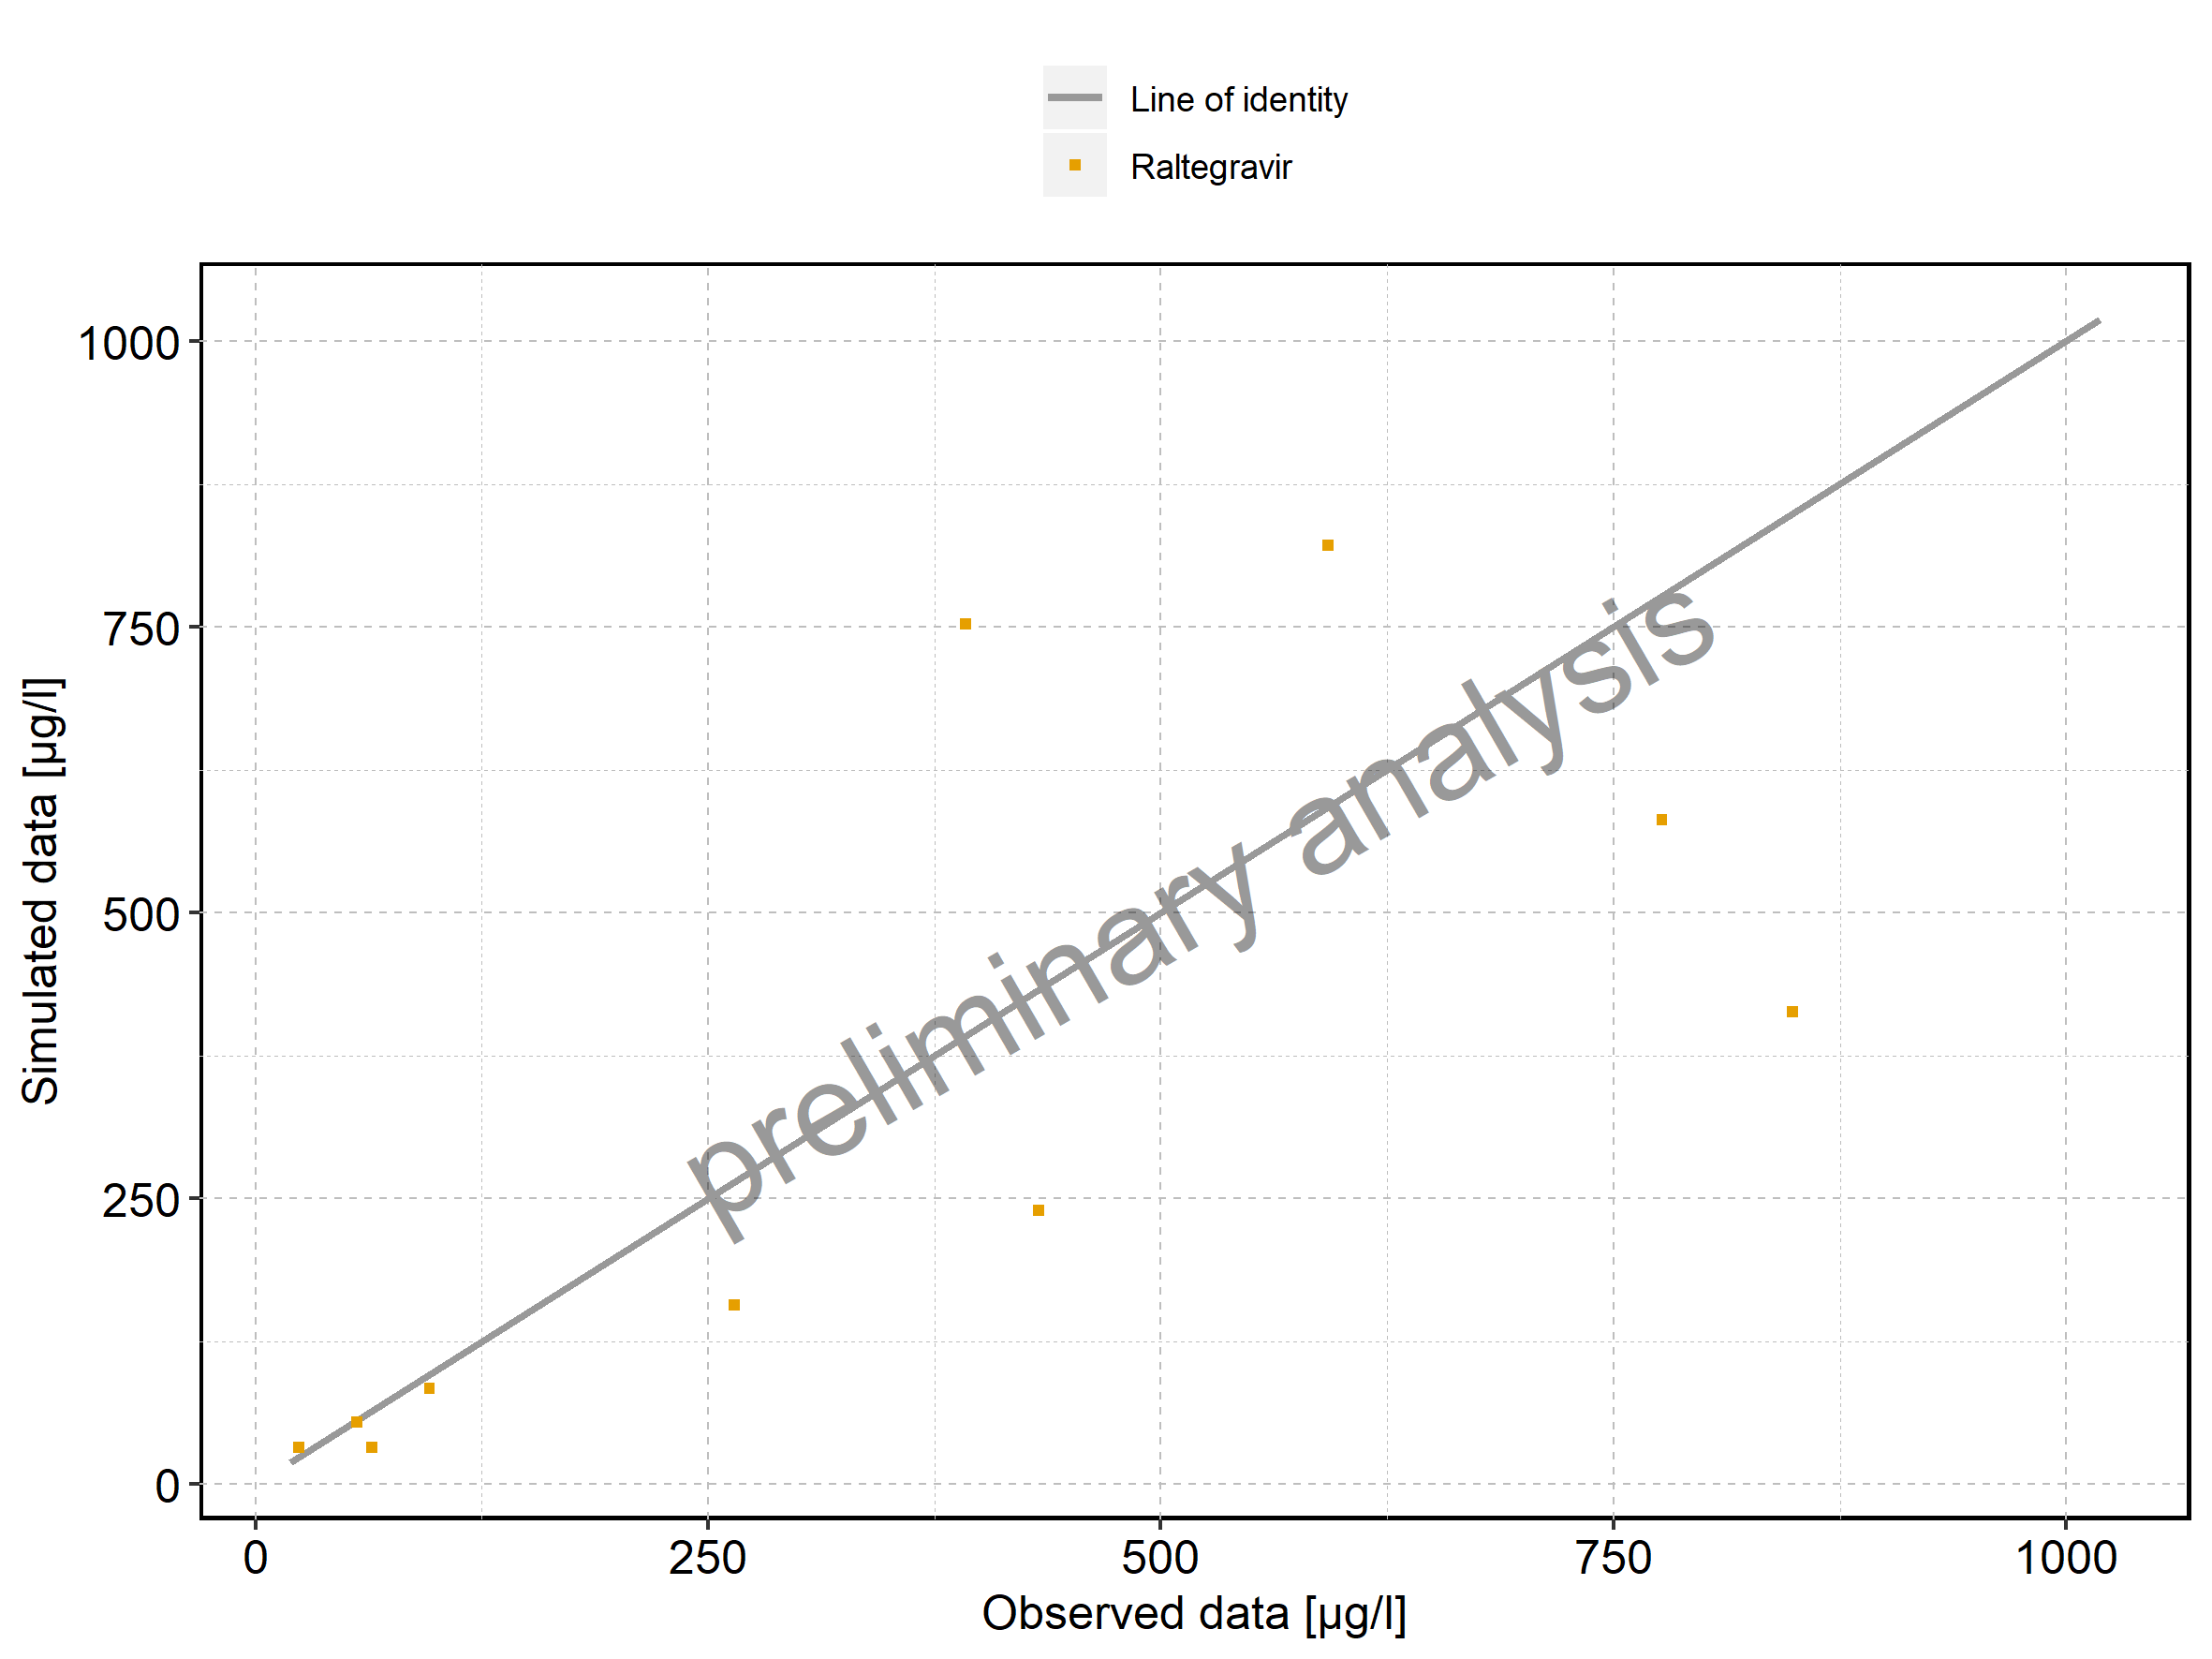 Line of identity
Raltegravir
1000
750
500
250
0
Simulated data [µg/l]
preliminary analysis
0 250 500 750 1000
Observed data [µg/l]